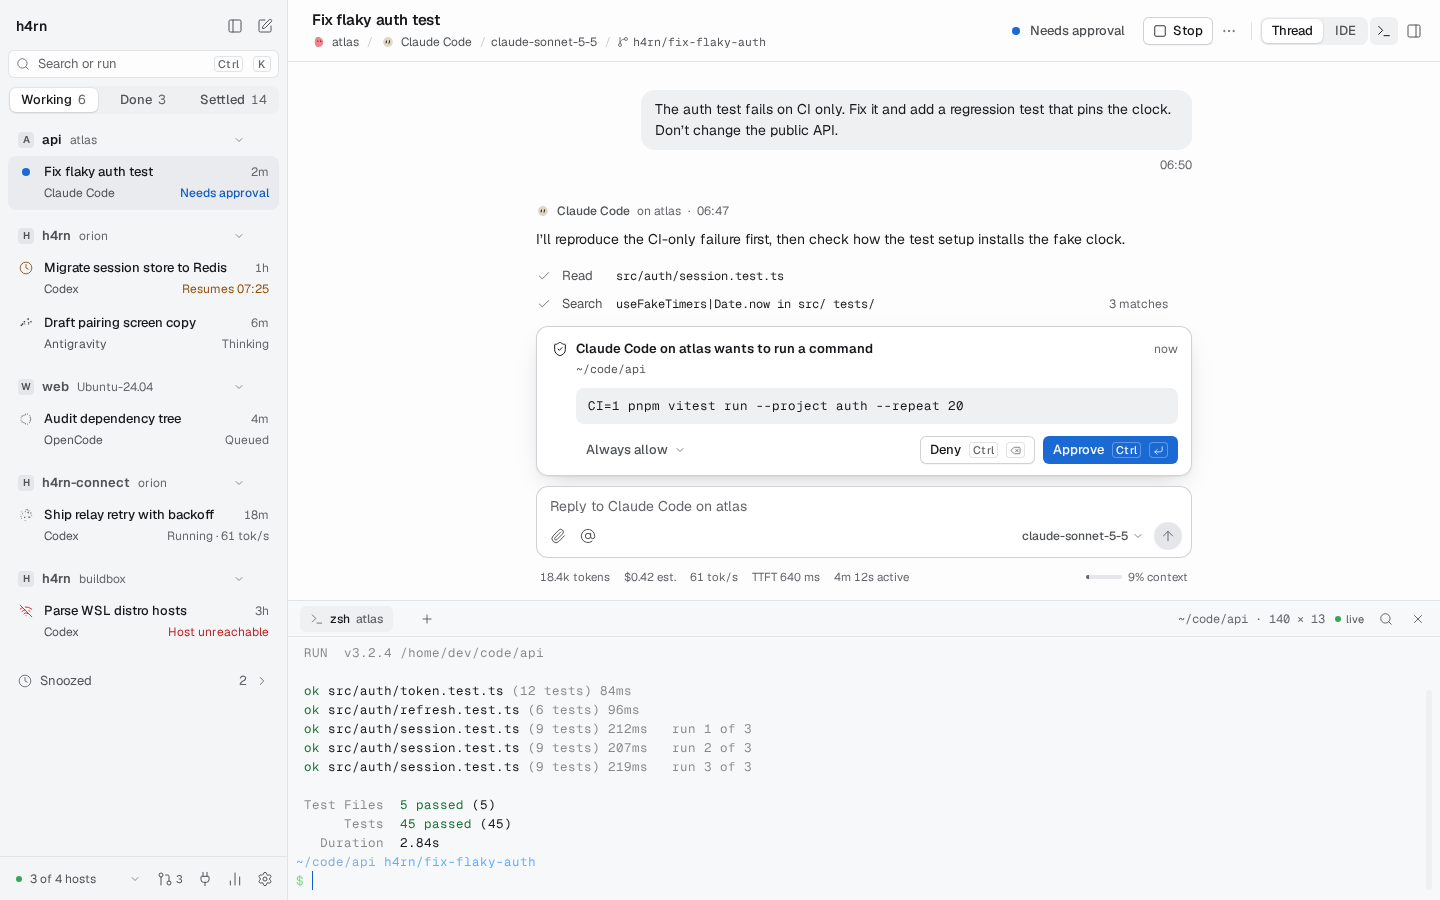 h4rn
Search or run Ctrl K
Working 6 Done 3 Settled 14
A api atlas
Fix flaky auth test 2m
Claude Code Needs approval
H h4rn orion
Migrate session store to Redis 1h
Codex Resumes 07:25
Draft pairing screen copy 6m
Antigravity Thinking
W web Ubuntu-24.04
Audit dependency tree 4m
OpenCode Queued
H h4rn-connect orion
Ship relay retry with backoff 18m
Codex Running · 61 tok/s
H h4rn buildbox
Parse WSL distro hosts 3h
Codex Host unreachable
Snoozed 2
3 of 4 hosts 3
Fix flaky auth test
atlas / Claude Code / claude-sonnet-5-5 / h4rn/fix-flaky-auth
Needs approval Stop ··· Thread IDE
The auth test fails on CI only. Fix it and add a regression test that pins the clock.
Don’t change the public API.
06:50
Claude Code on atlas · 06:47
I’ll reproduce the CI-only failure first, then check how the test setup installs the fake clock.
Read src/auth/session.test.ts
Search useFakeTimers|Date.now in src/ tests/ 3 matches
Claude Code on atlas wants to run a command now
~/code/api
CI=1 pnpm vitest run --project auth --repeat 20
Always allow Deny Ctrl Approve Ctrl
Reply to Claude Code on atlas
claude-sonnet-5-5
18.4k tokens $0.42 est. 61 tok/s TTFT 640 ms 4m 12s active 9% context
zsh atlas + ~/code/api · 140 × 13 live
RUN v3.2.4 /home/dev/code/api
ok src/auth/token.test.ts (12 tests) 84ms
ok src/auth/refresh.test.ts (6 tests) 96ms
ok src/auth/session.test.ts (9 tests) 212ms run 1 of 3
ok src/auth/session.test.ts (9 tests) 207ms run 2 of 3
ok src/auth/session.test.ts (9 tests) 219ms run 3 of 3
Test Files 5 passed (5)
Tests 45 passed (45)
Duration 2.84s
~/code/api h4rn/fix-flaky-auth
$